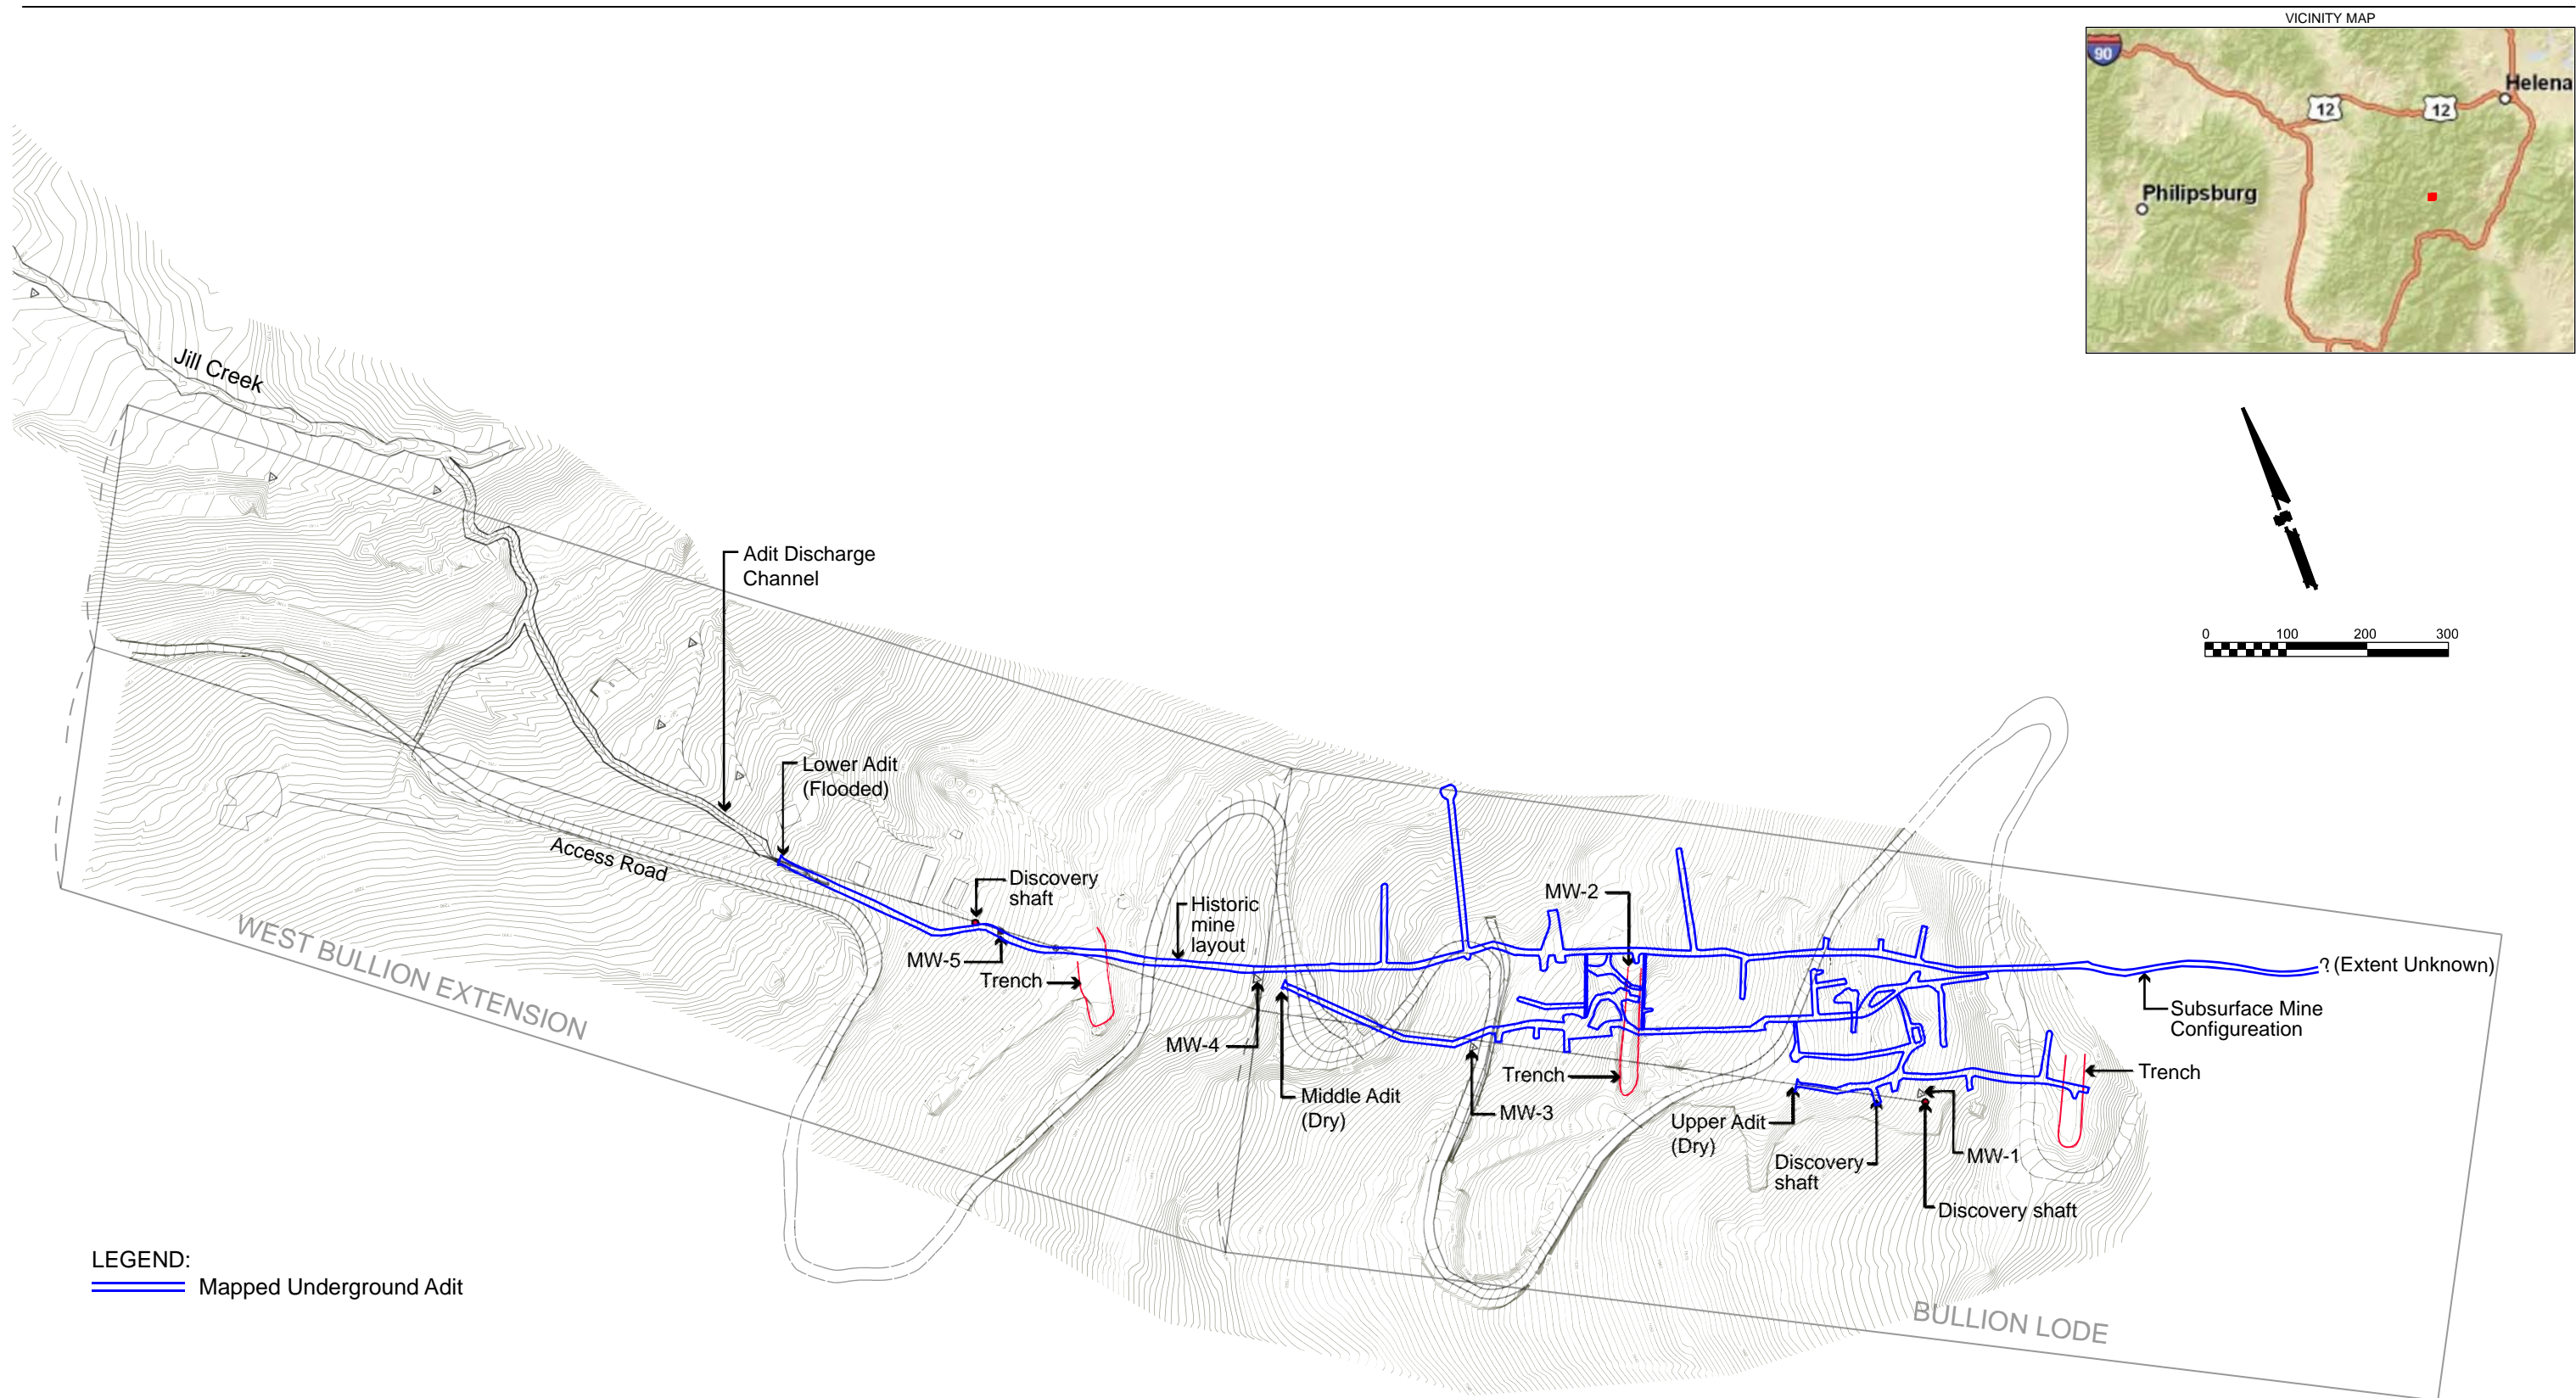 VICINITY MAP
90
Helena
12
12
Philipsburg
Jill Creek
0 100 200 300
Adit Discharge
Channel
Lower Adit
(Flooded)
Access Road
Discovery
shaft
Historic
mine
layout
MW-2
MW-5
Trench
? (Extent Unknown)
WEST BULLION EXTENSION
Subsurface Mine
Configureation
MW-4
Trench
Trench
Middle Adit
(Dry)
MW-3
Upper Adit
(Dry)
Discovery
shaft
MW-1
Discovery shaft
LEGEND:
Mapped Underground Adit
BULLION LODE